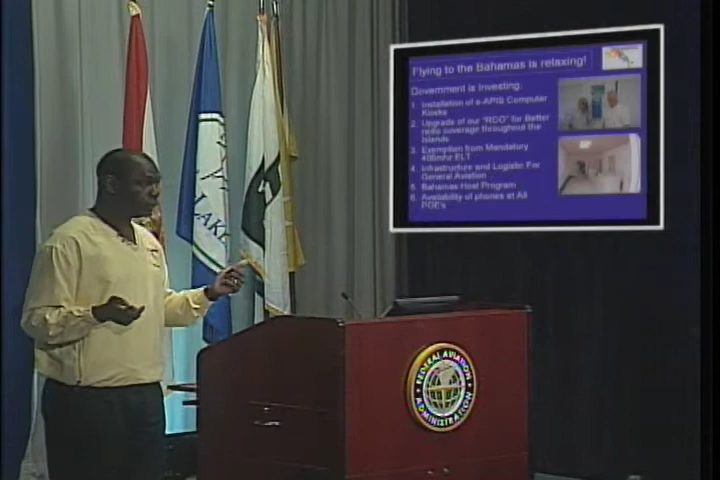 Flying to the Bahamas is relaxing!
Government is Investing:
1. Installation of e-APIS Computer
Kiosks
2. Upgrade of our "RCO" for Better
radio coverage throughout the
islands
3. Exemption from Mandatory
406mhz ELT
4. Infrastructure and Logistic For
General Aviation
5. Bahamas Host Program
6. Availability of phones at All
POE's
LAKE
FEDERAL AVIATION
ADMINISTRATION